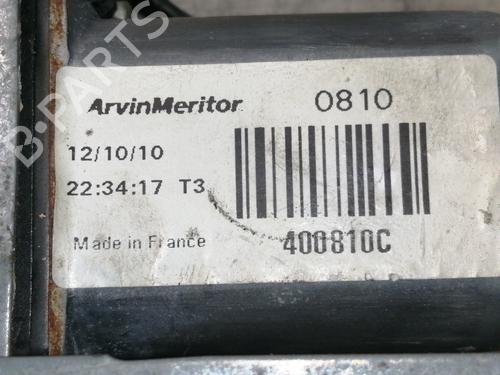 ArvinMeritor 0810
12/10/10
22:34:17 T3
Made in France 400810C
B-PARTS